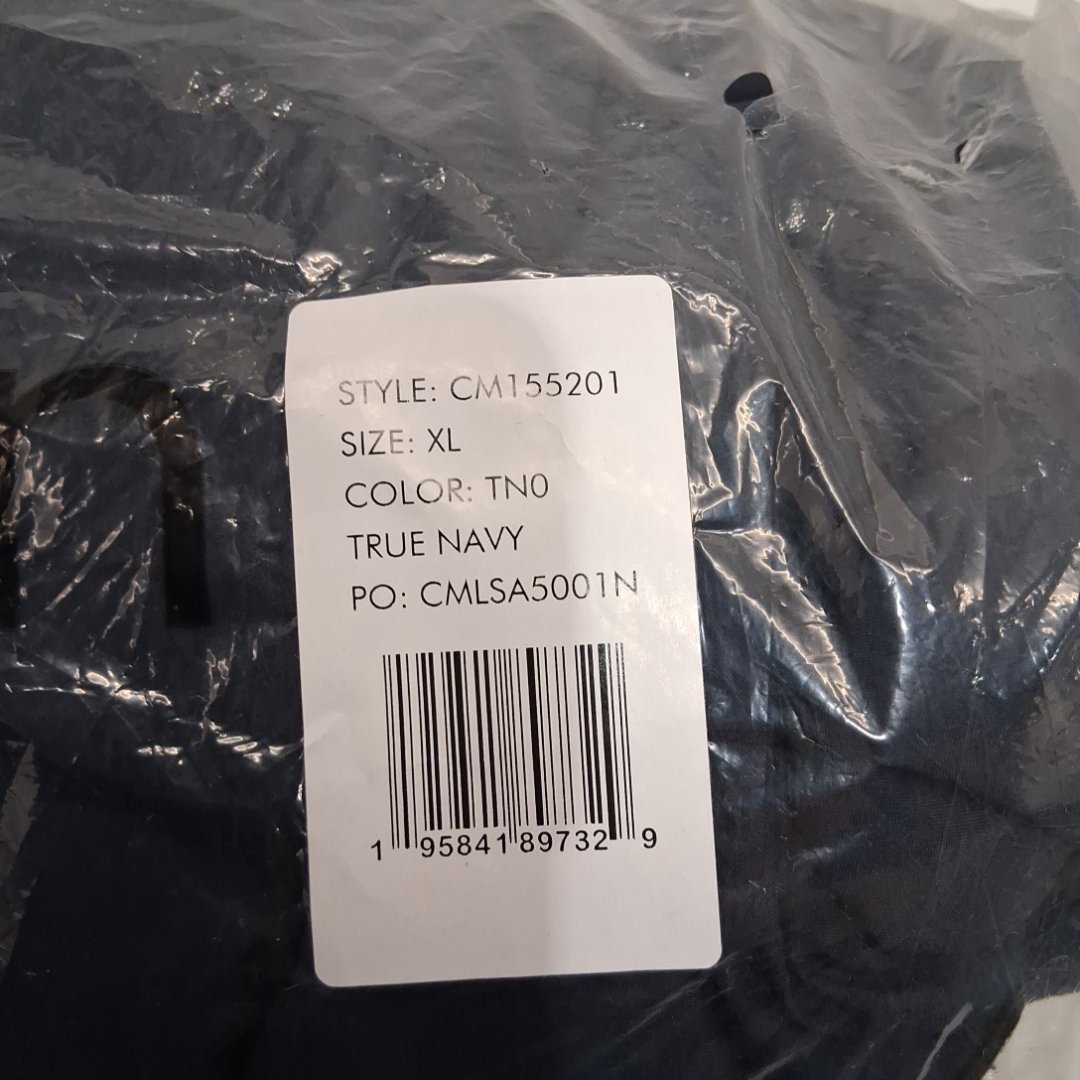 STYLE: CM155201
SIZE: XL
COLOR: TN0
TRUE NAVY
PO: CMLSA5001N
1 95841 89732 9